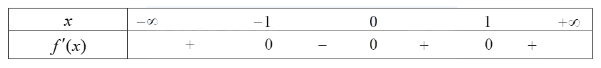 x −∞ −1 0 1 +∞
f′(x) + 0 − 0 + 0 +